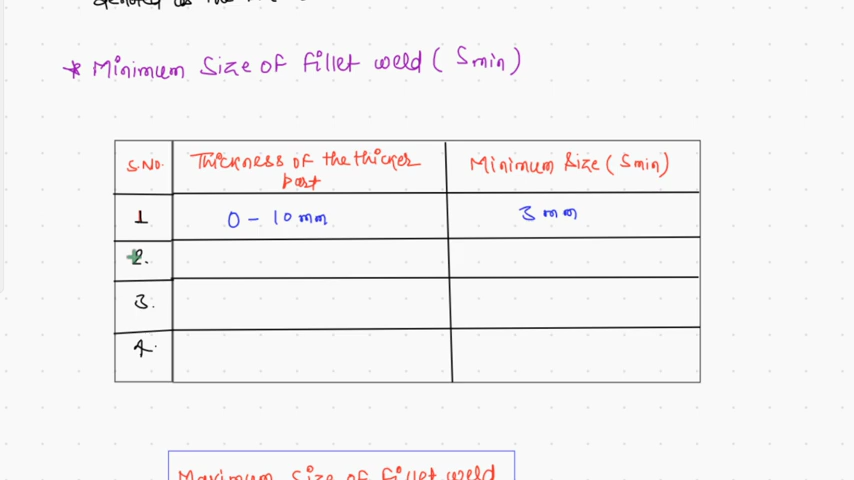 * Minimum Size of fillet weld (Smin)
S.No. Thickness of the thicker part Minimum Size (Smin)
1 0 - 10 mm 3 mm
2.
3.
4.
Maximum Size of fillet weld